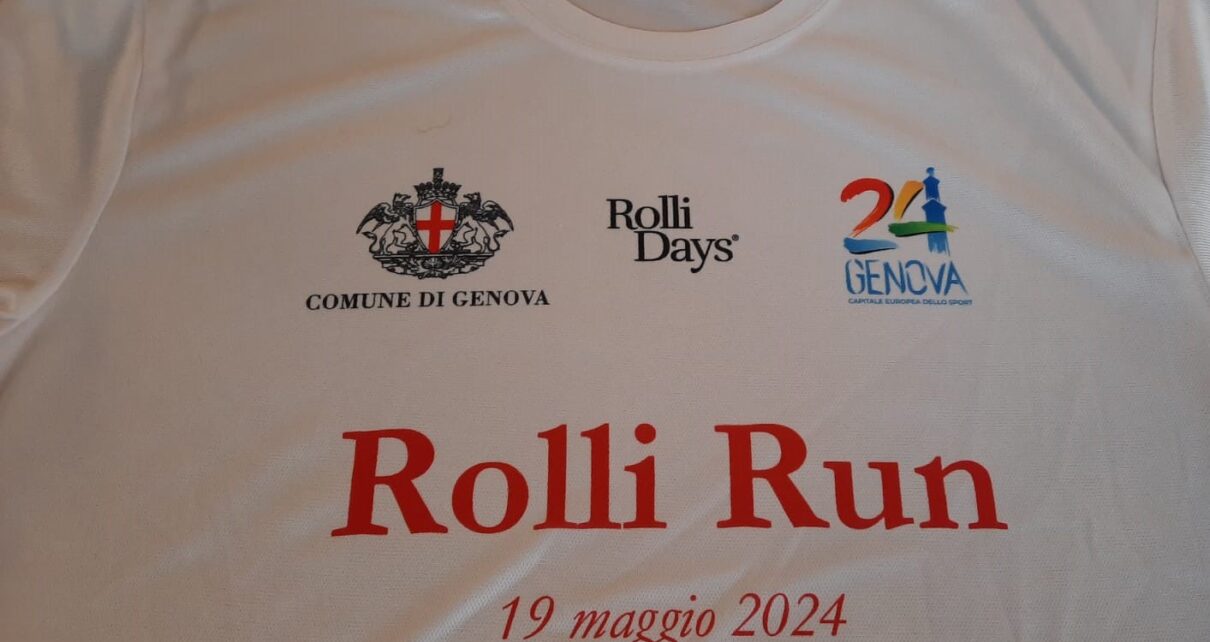 COMUNE DI GENOVA
Rolli
Days®
24
GENOVA
CAPITALE EUROPEA DELLO SPORT
Rolli Run
19 maggio 2024